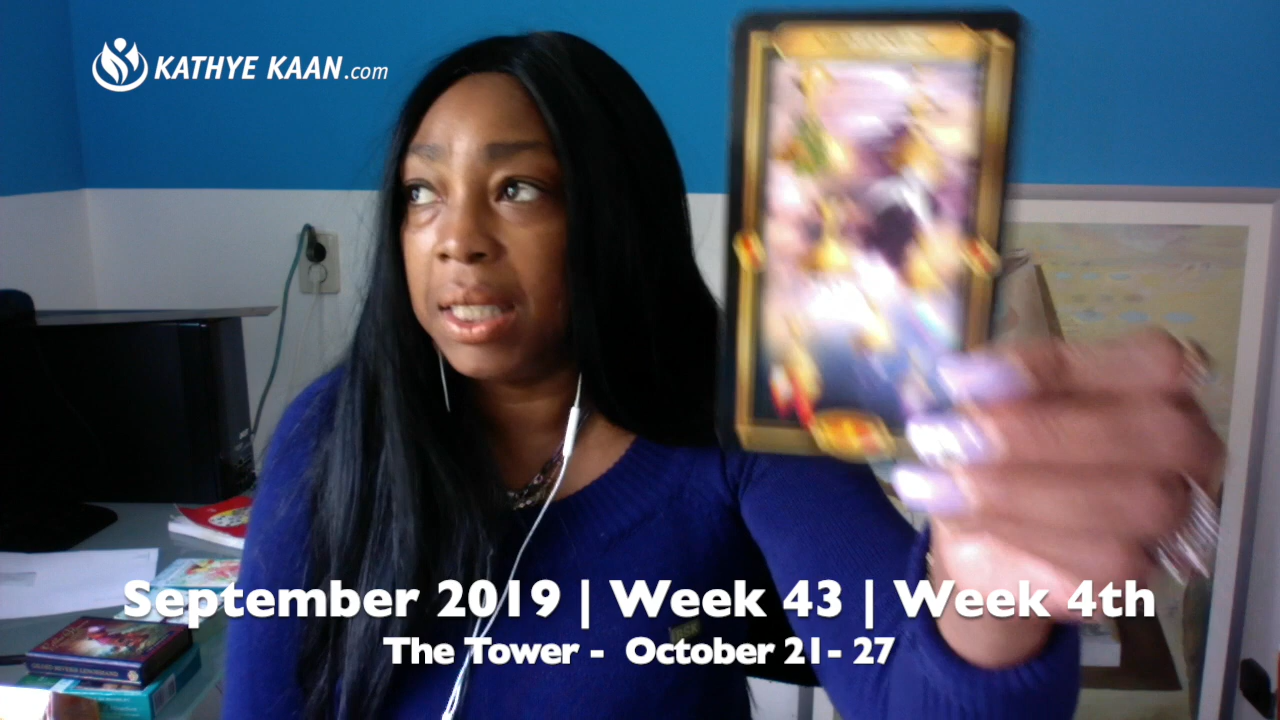 KATHYE KAAN.com
September 2019 | Week 43 | Week 4th
The Tower - October 21- 27